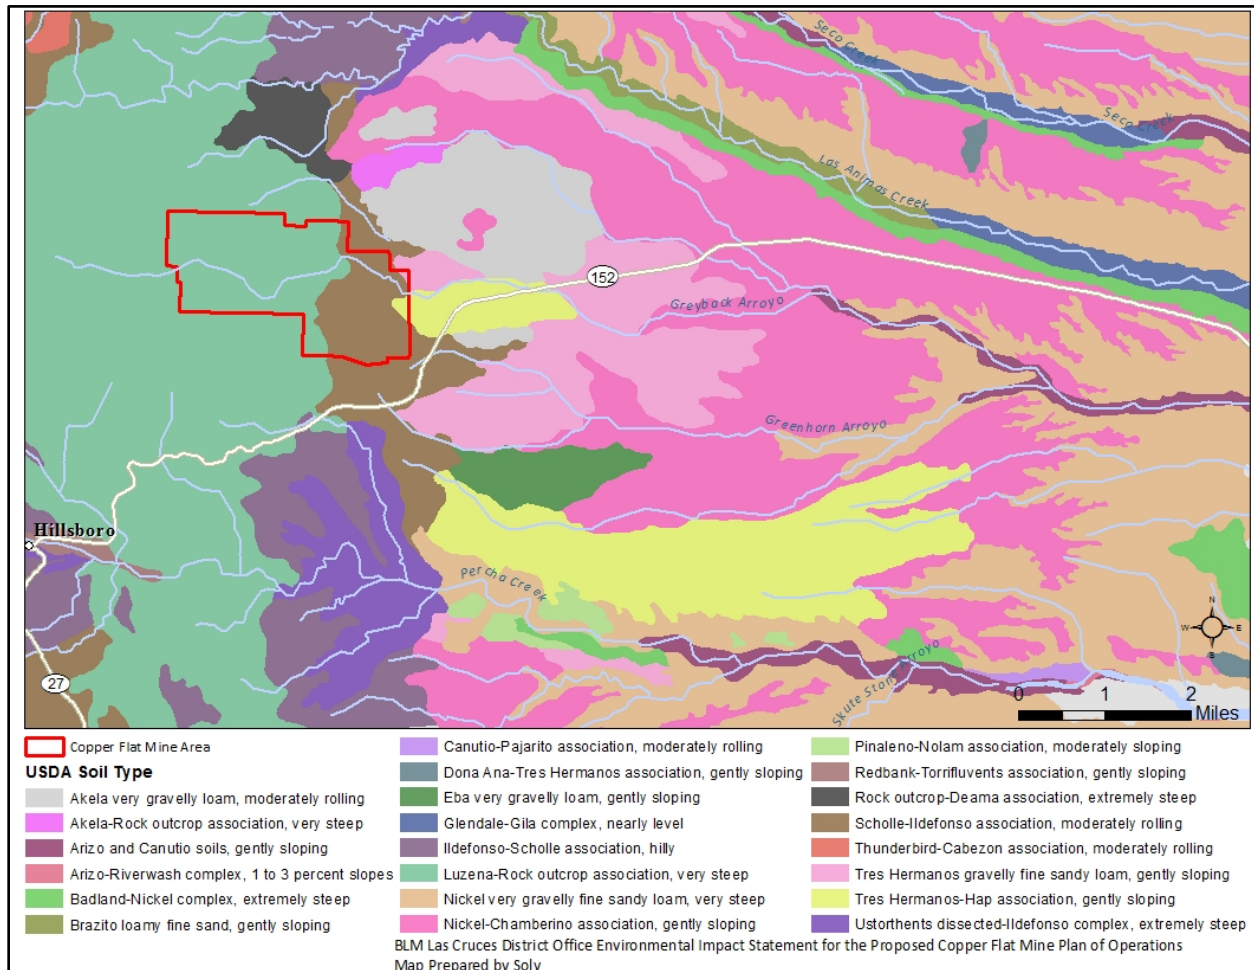 Seco Creek
Seco Creek
Las Animas Creek
152
Greyback Arroyo
Greenhorn Arroyo
Hillsboro
Percha Creek
N
W E
S
27
Skute Stone Arroyo
0 1 2
Miles
Copper Flat Mine Area
USDA Soil Type
Akela very gravelly loam, moderately rolling
Akela-Rock outcrop association, very steep
Arizo and Canutio soils, gently sloping
Arizo-Riverwash complex, 1 to 3 percent slopes
Badland-Nickel complex, extremely steep
Brazito loamy fine sand, gently sloping
Canutio-Pajarito association, moderately rolling
Dona Ana-Tres Hermanos association, gently sloping
Eba very gravelly loam, gently sloping
Glendale-Gila complex, nearly level
Ildefonso-Scholle association, hilly
Luzena-Rock outcrop association, very steep
Nickel very gravelly fine sandy loam, very steep
Nickel-Chamberino association, gently sloping
Pinaleno-Nolam association, moderately sloping
Redbank-Torrifluvents association, gently sloping
Rock outcrop-Deama association, extremely steep
Scholle-Ildefonso association, moderately rolling
Thunderbird-Cabezon association, moderately rolling
Tres Hermanos gravelly fine sandy loam, gently sloping
Tres Hermanos-Hap association, gently sloping
Ustorthents dissected-Ildefonso complex, extremely steep
BLM Las Cruces District Office Environmental Impact Statement for the Proposed Copper Flat Mine Plan of Operations
Map Prepared by Solv